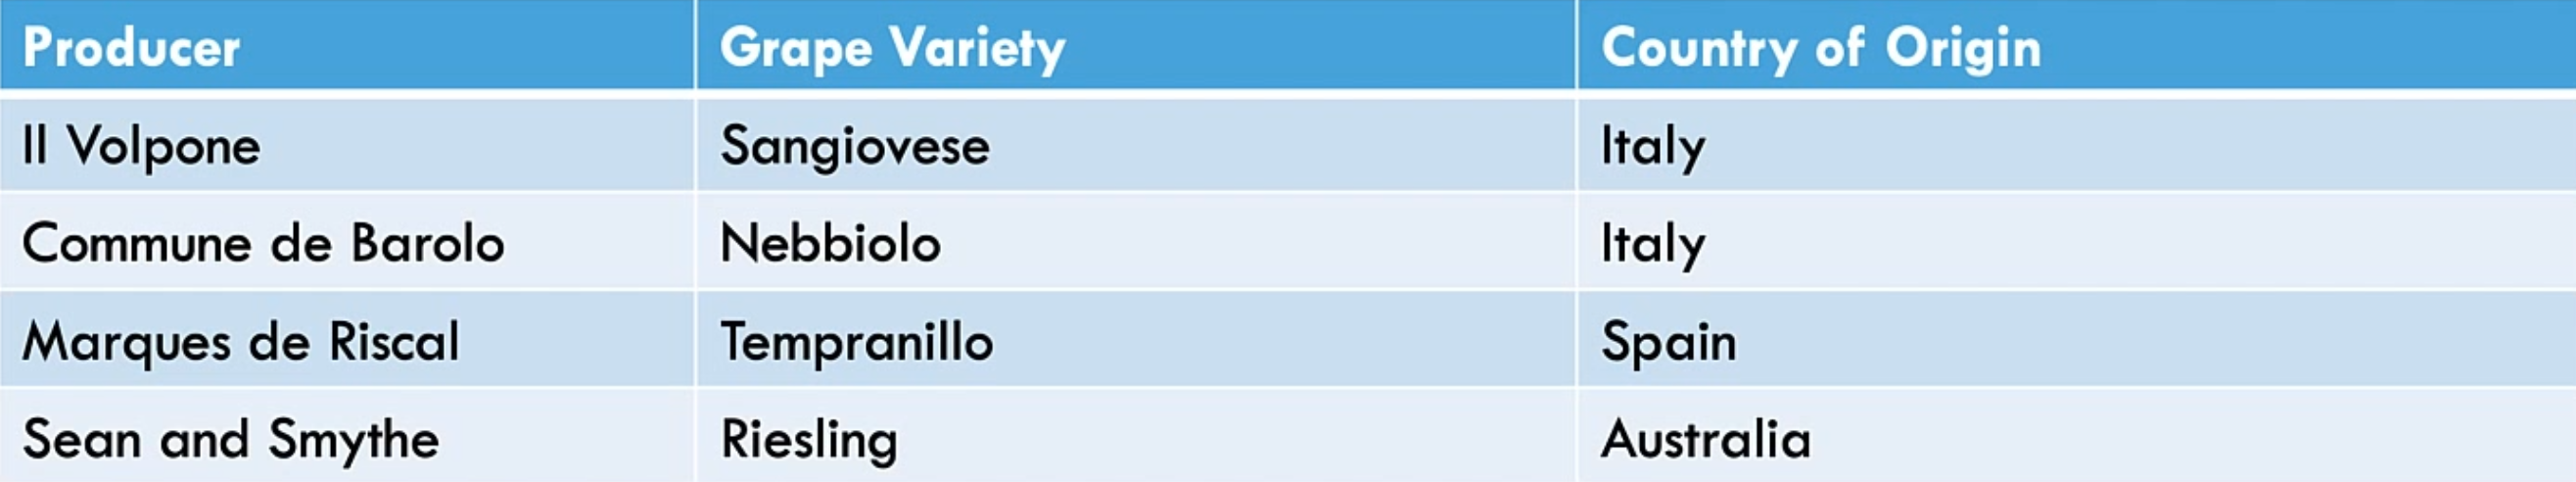 Producer Grape Variety Country of Origin
Il Volpone Sangiovese Italy
Commune de Barolo Nebbiolo Italy
Marques de Riscal Tempranillo Spain
Sean and Smythe Riesling Australia